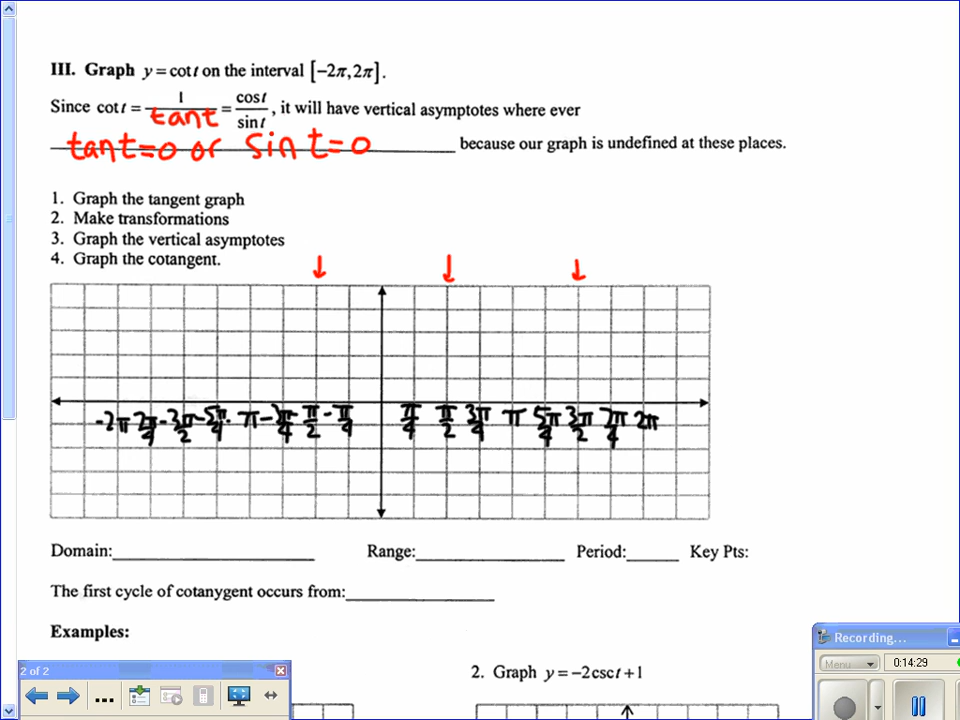 III. Graph y = cot t on the interval [−2π, 2π].
Since cot t = 1/tan t = cos t/sin t, it will have vertical asymptotes where ever
tan t = 0 or sin t = 0 because our graph is undefined at these places.
1. Graph the tangent graph
2. Make transformations
3. Graph the vertical asymptotes
4. Graph the cotangent.
-2π 7π/4 -3π/2 -5π/4 -π -3π/4 -π/2 -π/4 π/4 π/2 3π/4 π 5π/4 3π/2 7π/4 2π
Domain: Range: Period: Key Pts:
The first cycle of cotanygent occurs from:
Examples:
2. Graph y = −2csc t + 1
2 of 2
Recording...
Menu
0:14:29